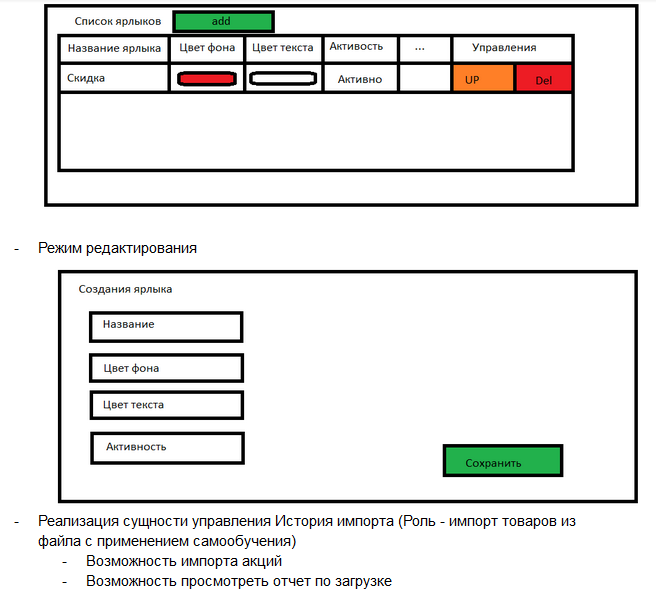 Список ярлыков add
Название ярлыка Цвет фона Цвет текста Активость ... Управления
Скидка Активно UP Del
- Режим редактирования
Создания ярлыка
Название
Цвет фона
Цвет текста
Активность
Сохранить
- Реализация сущности управления История импорта (Роль - импорт товаров из
файла с применением самообучения)
- Возможность импорта акций
- Возможность просмотреть отчет по загрузке